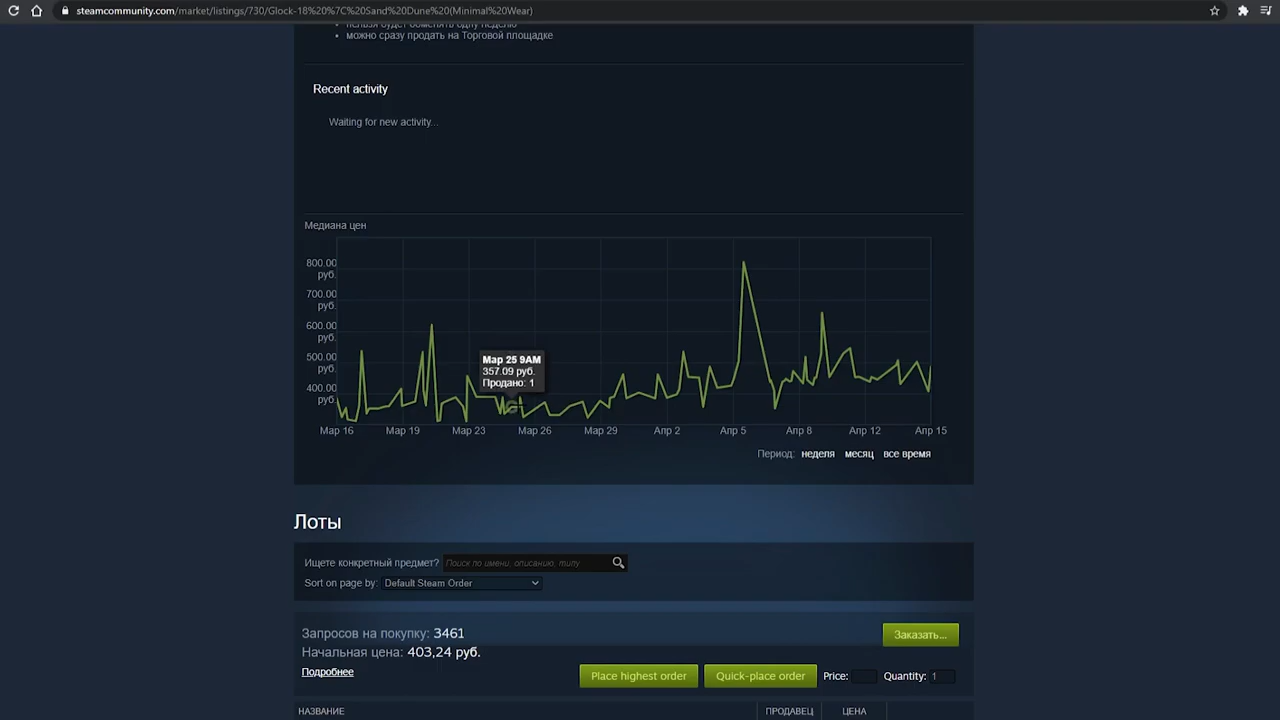 steamcommunity.com/market/listings/730/Glock-18%20%7C%20Sand%20Dune%20(Minimal%20Wear)
нельзя будет обменять одну неделю
можно сразу продать на Торговой площадке
Recent activity
Waiting for new activity...
Медиана цен
800.00 руб.
700.00 руб.
600.00 руб.
500.00 руб.
400.00 руб.
Мар 25 9AM
357.09 руб.
Продано: 1
Мар 16 Мар 19 Мар 23 Мар 26 Мар 29 Апр 2 Апр 5 Апр 8 Апр 12 Апр 15
Период: неделя месяц все время
Лоты
Ищете конкретный предмет? Поиск по имени, описанию, типу
Sort on page by: Default Steam Order
Запросов на покупку: 3461
Заказать...
Начальная цена: 403,24 руб.
Подробнее
Place highest order Quick-place order Price: Quantity: 1
НАЗВАНИЕ ПРОДАВЕЦ ЦЕНА